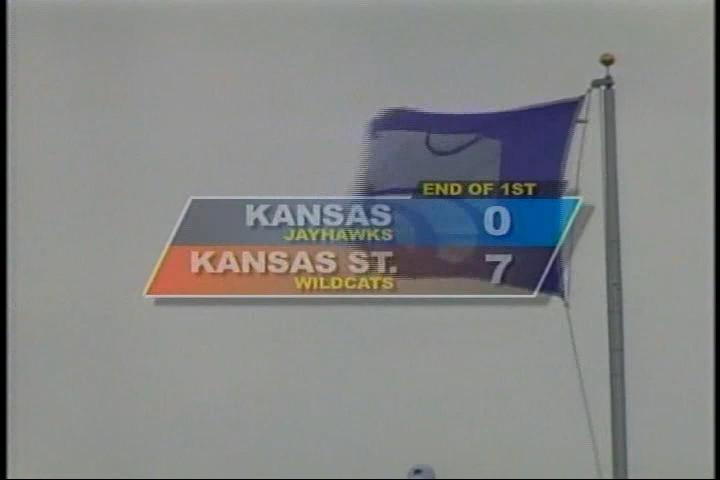 END OF 1ST
KANSAS 0
JAYHAWKS
KANSAS ST. 7
WILDCATS